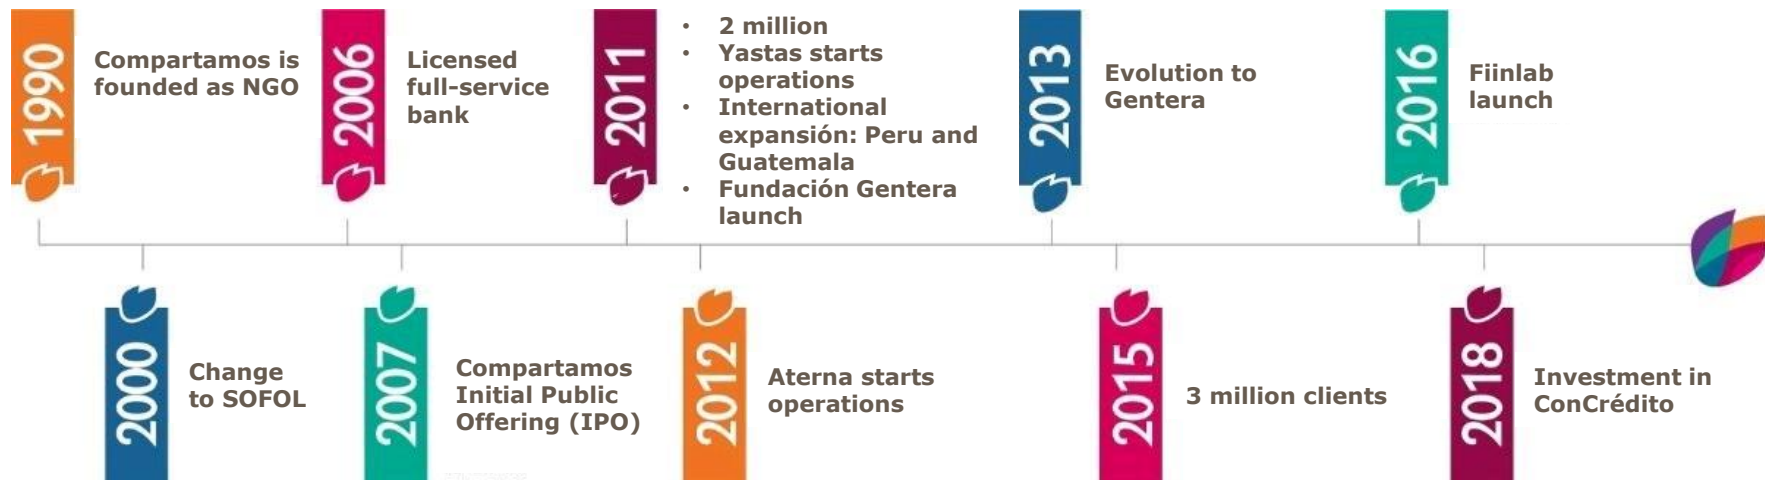 1990
Compartamos is
founded as NGO
2006
Licensed
full-service
bank
2011
• 2 million
• Yastas starts
operations
• International
expansión: Peru and
Guatemala
• Fundación Gentera
launch
2013
Evolution to
Gentera
2016
Fiinlab
launch
2000
Change
to SOFOL
2007
Compartamos
Initial Public
Offering (IPO)
2012
Aterna starts
operations
2015
3 million clients
2018
Investment in
ConCrédito